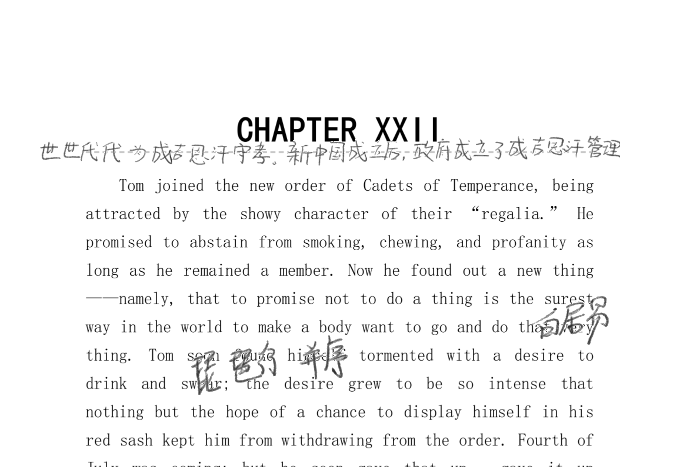 CHAPTER XXII
世世代代为成吉思汗守孝。新中国成立后,政府成立了成吉思汗管理
Tom joined the new order of Cadets of Temperance, being
attracted by the showy character of their “regalia.” He
promised to abstain from smoking, chewing, and profanity as
long as he remained a member. Now he found out a new thing
——namely, that to promise not to do a thing is the surest
白居易
way in the world to make a body want to go and do that very
thing. Tom soon found himself tormented with a desire to
琵琶行 并序
drink and swear; the desire grew to be so intense that
nothing but the hope of a chance to display himself in his
red sash kept him from withdrawing from the order. Fourth of